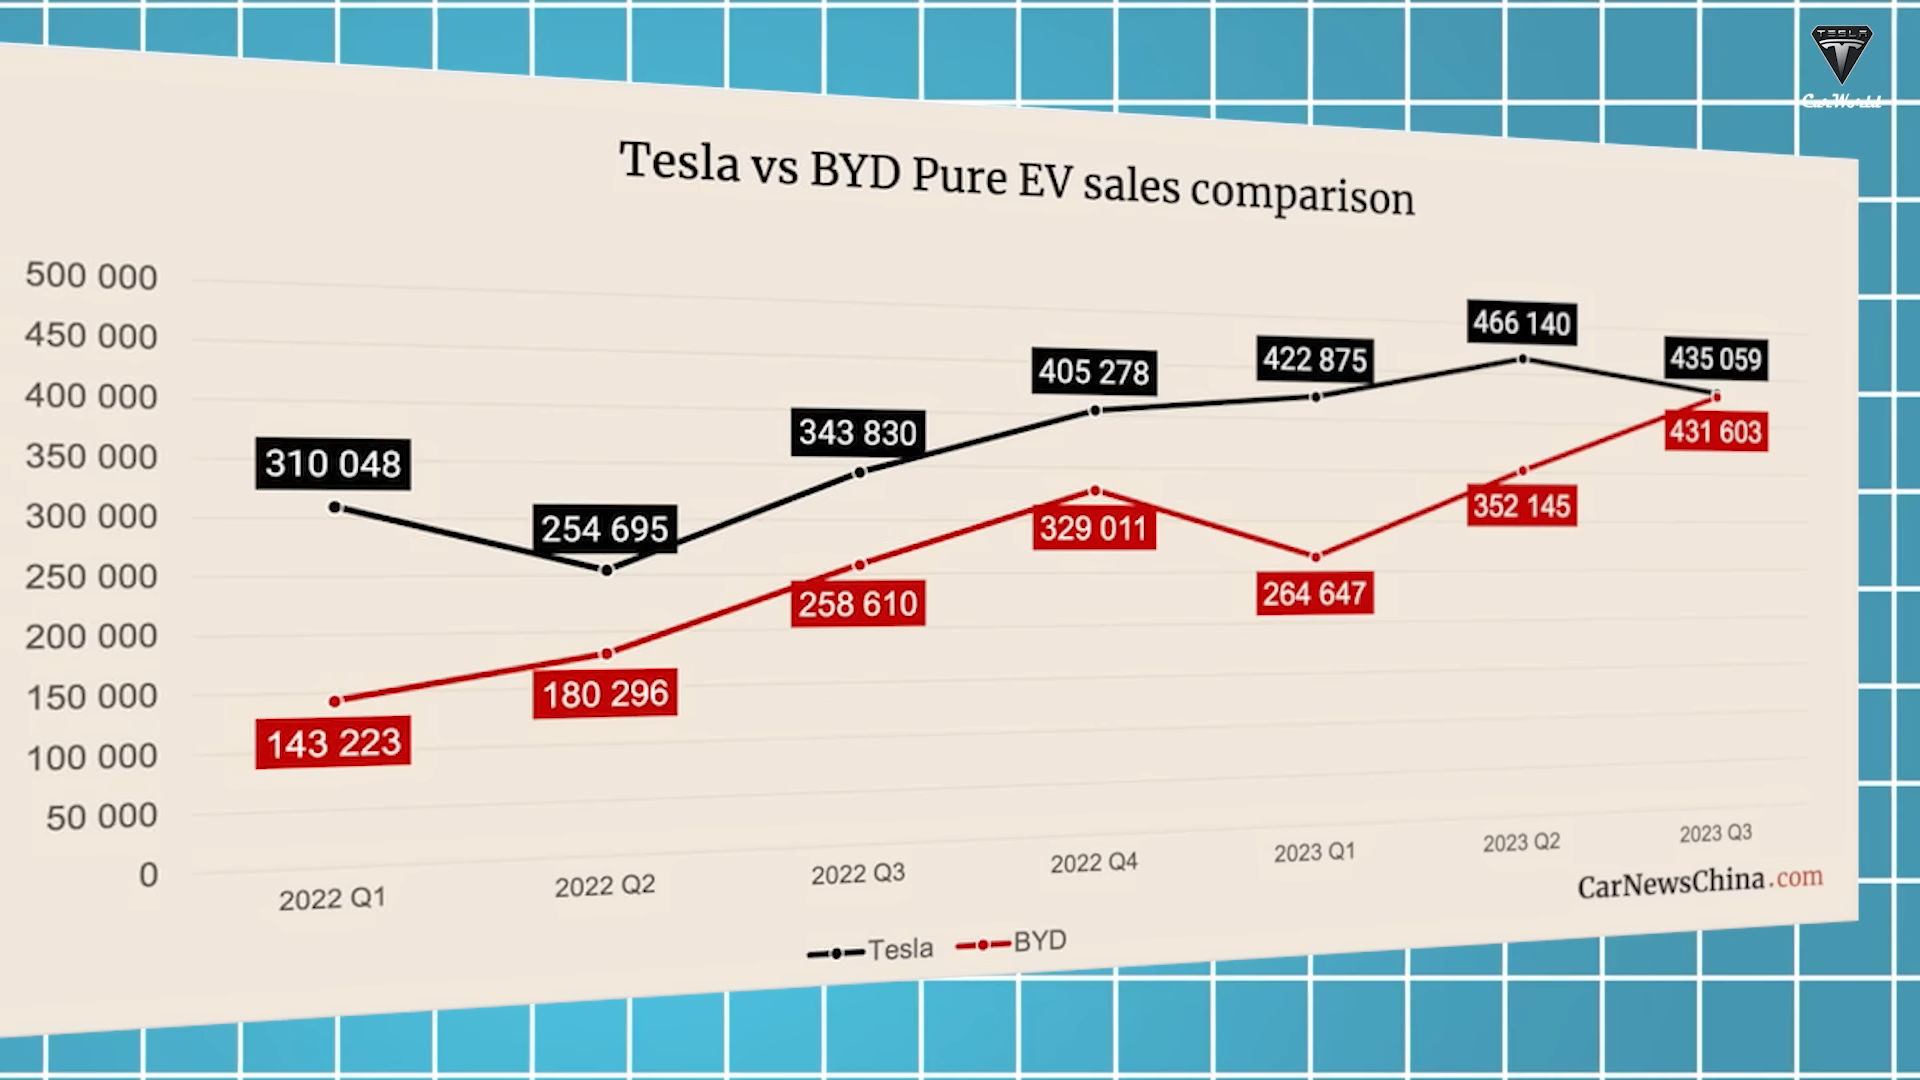 TESLA
CarWorld
Tesla vs BYD Pure EV sales comparison
500 000
450 000
400 000
350 000
300 000
250 000
200 000
150 000
100 000
50 000
0
310 048
254 695
343 830
405 278
422 875
466 140
435 059
143 223
180 296
258 610
329 011
264 647
352 145
431 603
2022 Q1
2022 Q2
2022 Q3
2022 Q4
2023 Q1
2023 Q2
2023 Q3
CarNewsChina.com
Tesla BYD